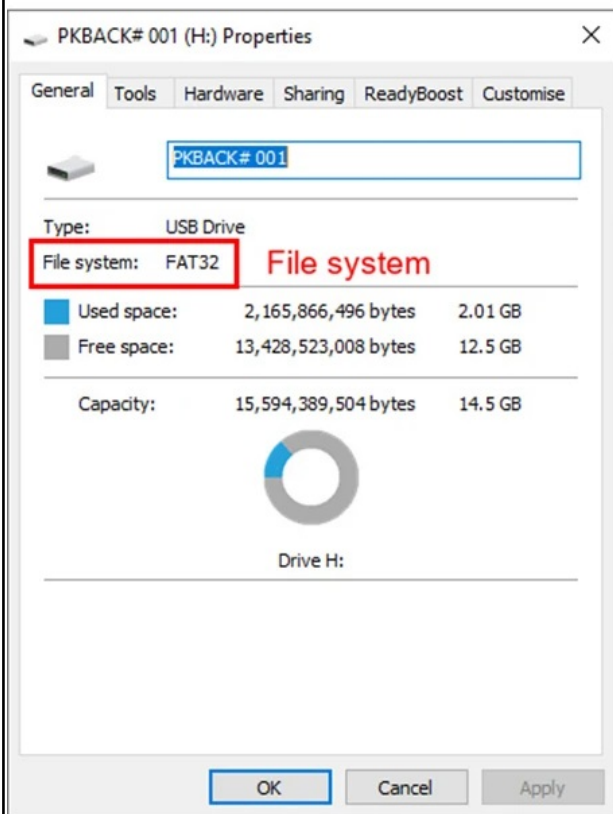 PKBACK# 001 (H:) Properties
General Tools Hardware Sharing ReadyBoost Customise
PKBACK# 001
Type: USB Drive
File system: FAT32 File system
Used space: 2,165,866,496 bytes 2.01 GB
Free space: 13,428,523,008 bytes 12.5 GB
Capacity: 15,594,389,504 bytes 14.5 GB
Drive H:
OK Cancel Apply